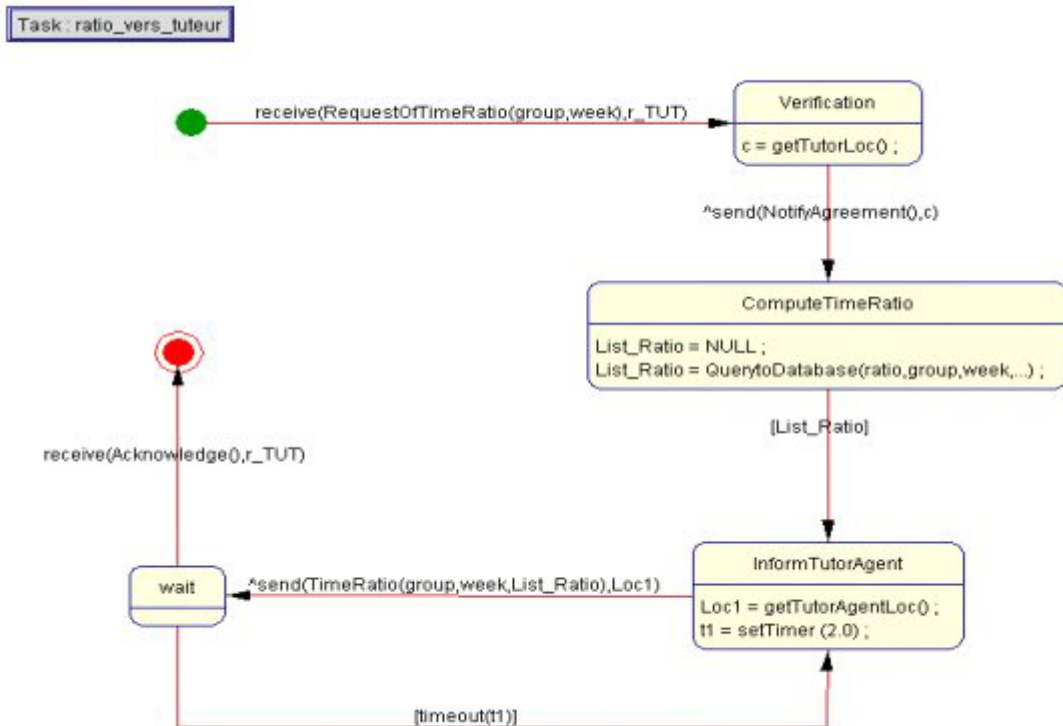 Task : ratio_vers_tuteur
receive(RequestOfTimeRatio(group,week),r_TUT)
Verification
c = getTutorLoc() ;
^send(NotifyAgreement(),c)
ComputeTimeRatio
List_Ratio = NULL ;
List_Ratio = QuerytoDatabase(ratio,group,week,...) ;
[List_Ratio]
receive(Acknowledge(),r_TUT)
InformTutorAgent
Loc1 = getTutorAgentLoc() ;
t1 = setTimer (2.0) ;
^send(TimeRatio(group,week,List_Ratio),Loc1)
wait
[timeout(t1)]